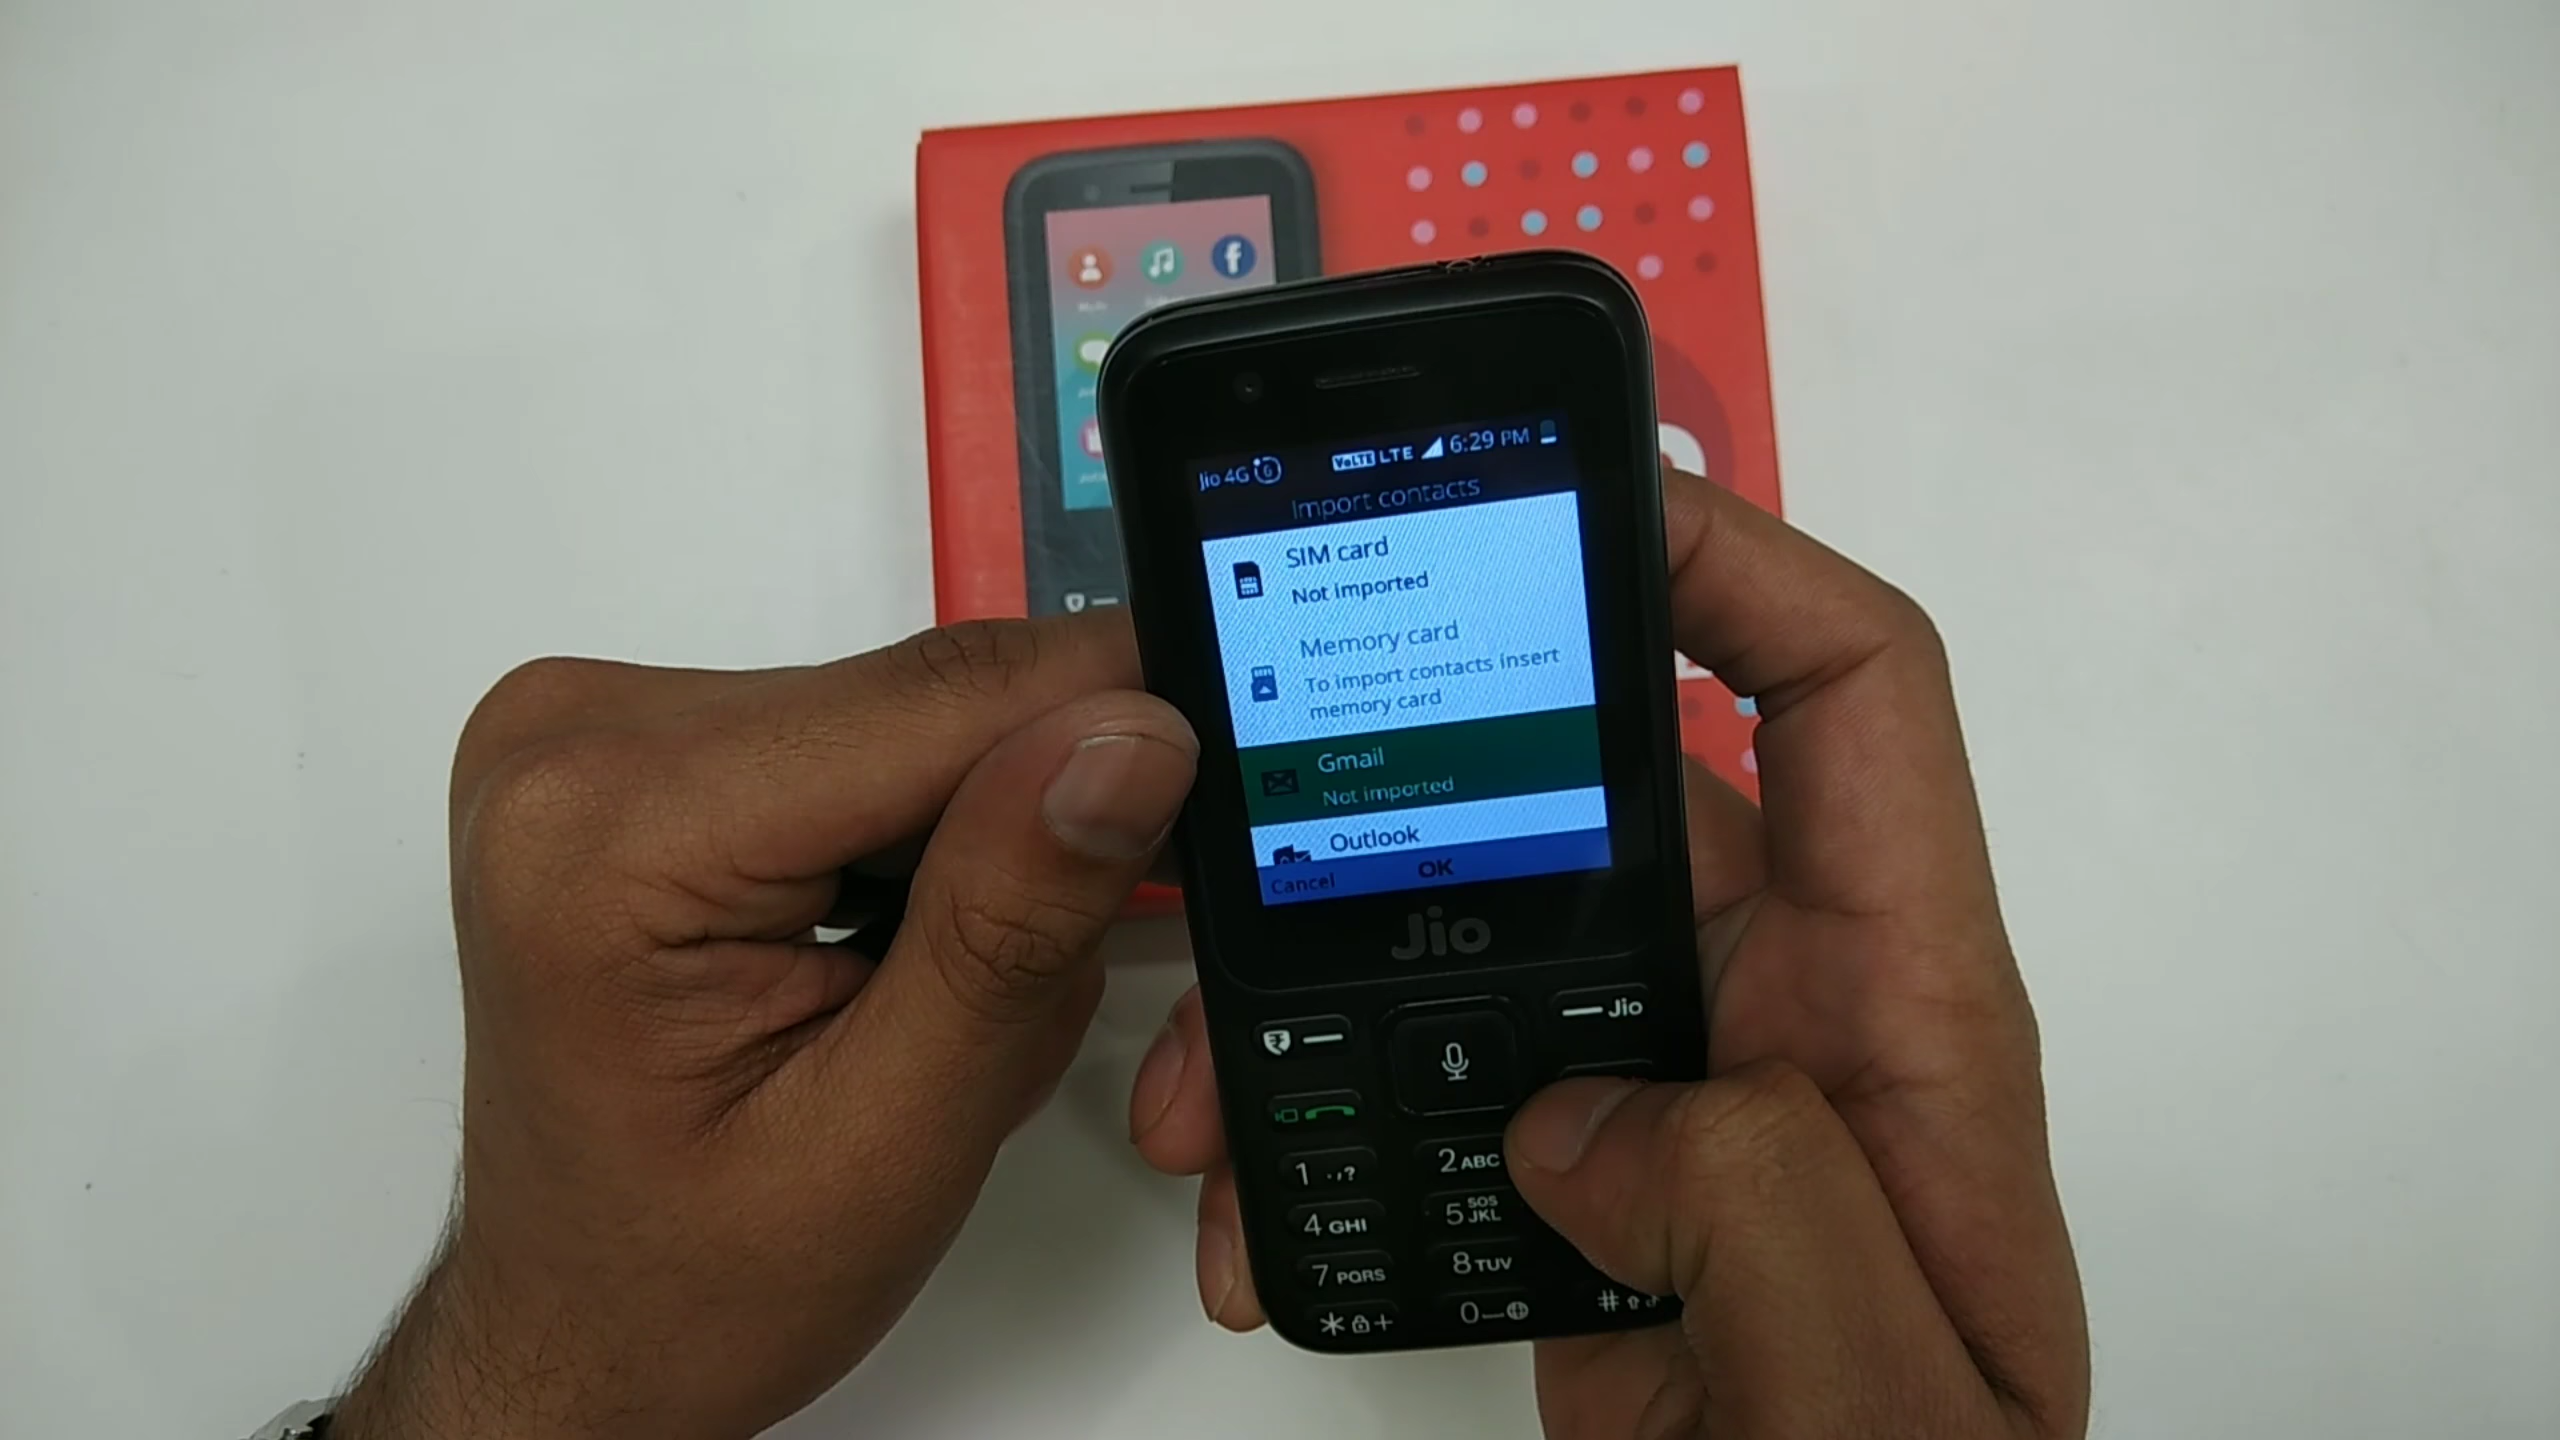 Jio 4G VoLTE LTE 6:29 PM
Import contacts
SIM card
Not imported
Memory card
To import contacts insert
memory card
Gmail
Not imported
Outlook
Cancel OK
Jio
Jio
1 .,?
2 ABC
4 GHI
5 SOS JKL
7 PQRS
8 TUV
* +
0
#